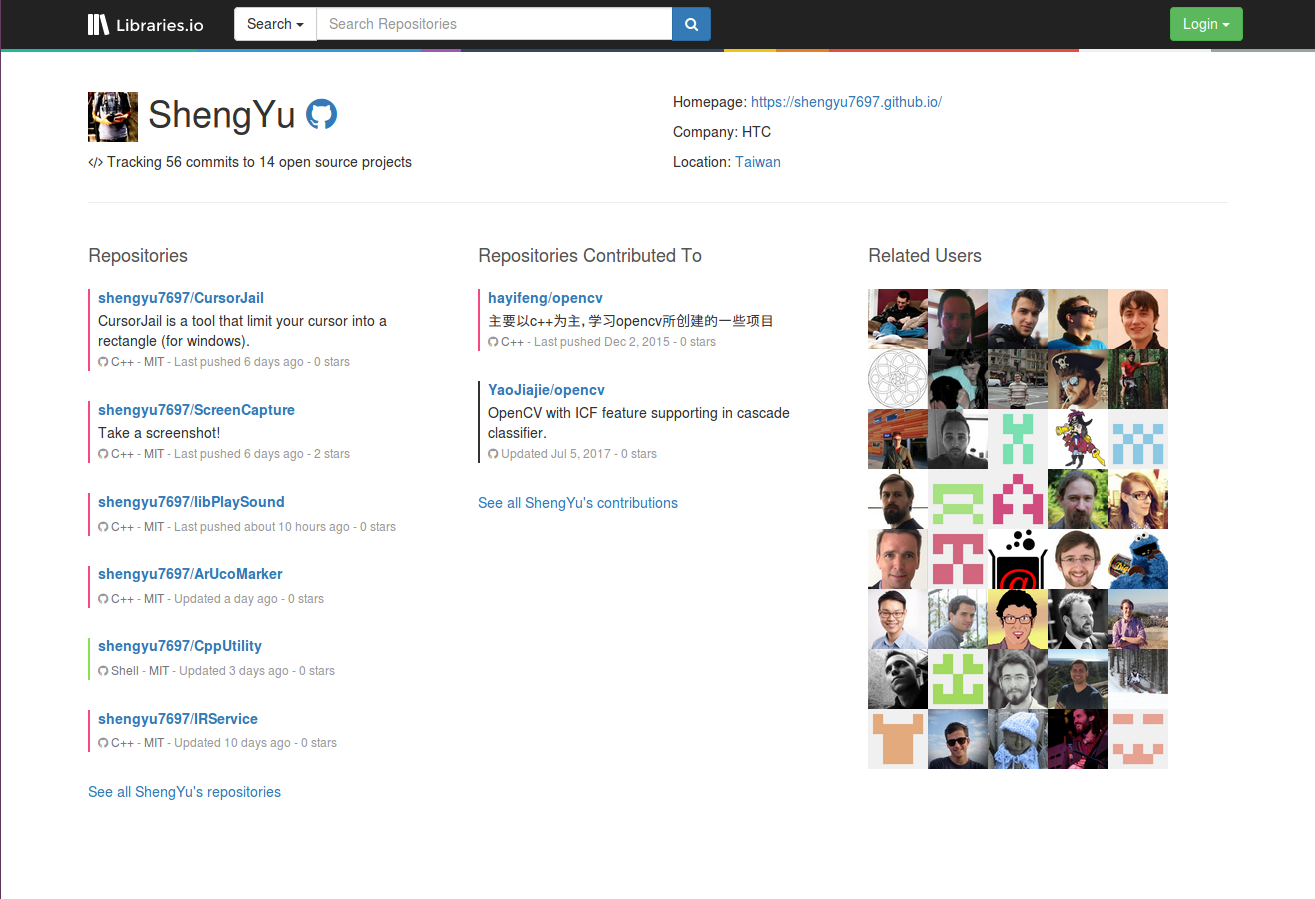 Libraries.io
Search
Search Repositories
Login
ShengYu
Tracking 56 commits to 14 open source projects
Homepage: https://shengyu7697.github.io/
Company: HTC
Location: Taiwan
Repositories
shengyu7697/CursorJail
CursorJail is a tool that limit your cursor into a
rectangle (for windows).
C++ - MIT - Last pushed 6 days ago - 0 stars
shengyu7697/ScreenCapture
Take a screenshot!
C++ - MIT - Last pushed 6 days ago - 2 stars
shengyu7697/libPlaySound
C++ - MIT - Last pushed about 10 hours ago - 0 stars
shengyu7697/ArUcoMarker
C++ - MIT - Updated a day ago - 0 stars
shengyu7697/CppUtility
Shell - MIT - Updated 3 days ago - 0 stars
shengyu7697/IRService
C++ - MIT - Updated 10 days ago - 0 stars
See all ShengYu's repositories
Repositories Contributed To
hayifeng/opencv
主要以c++为主, 学习opencv所创建的一些项目
C++ - Last pushed Dec 2, 2015 - 0 stars
YaoJiajie/opencv
OpenCV with ICF feature supporting in cascade
classifier.
Updated Jul 5, 2017 - 0 stars
See all ShengYu's contributions
Related Users
@